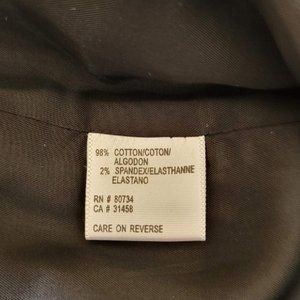 98% COTTON/COTON/
ALGODON
2% SPANDEX/ELASTHANNE
ELASTANO
RN # 80734
CA # 31458
CARE ON REVERSE